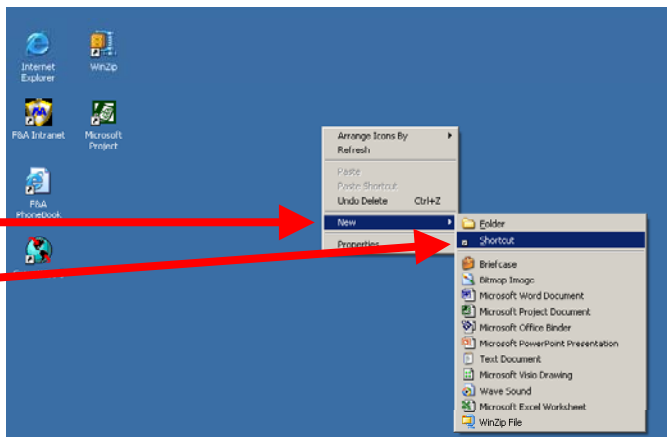 Internet
Explorer
WinZip
F&A Intranet
Microsoft
Project
F&A
PhoneBook
Arrange Icons By
Refresh
Paste
Paste Shortcut
Undo Delete Ctrl+Z
New
Properties
Folder
Shortcut
Briefcase
Bitmap Image
Microsoft Word Document
Microsoft Project Document
Microsoft Office Binder
Microsoft PowerPoint Presentation
Text Document
Microsoft Visio Drawing
Wave Sound
Microsoft Excel Worksheet
WinZip File